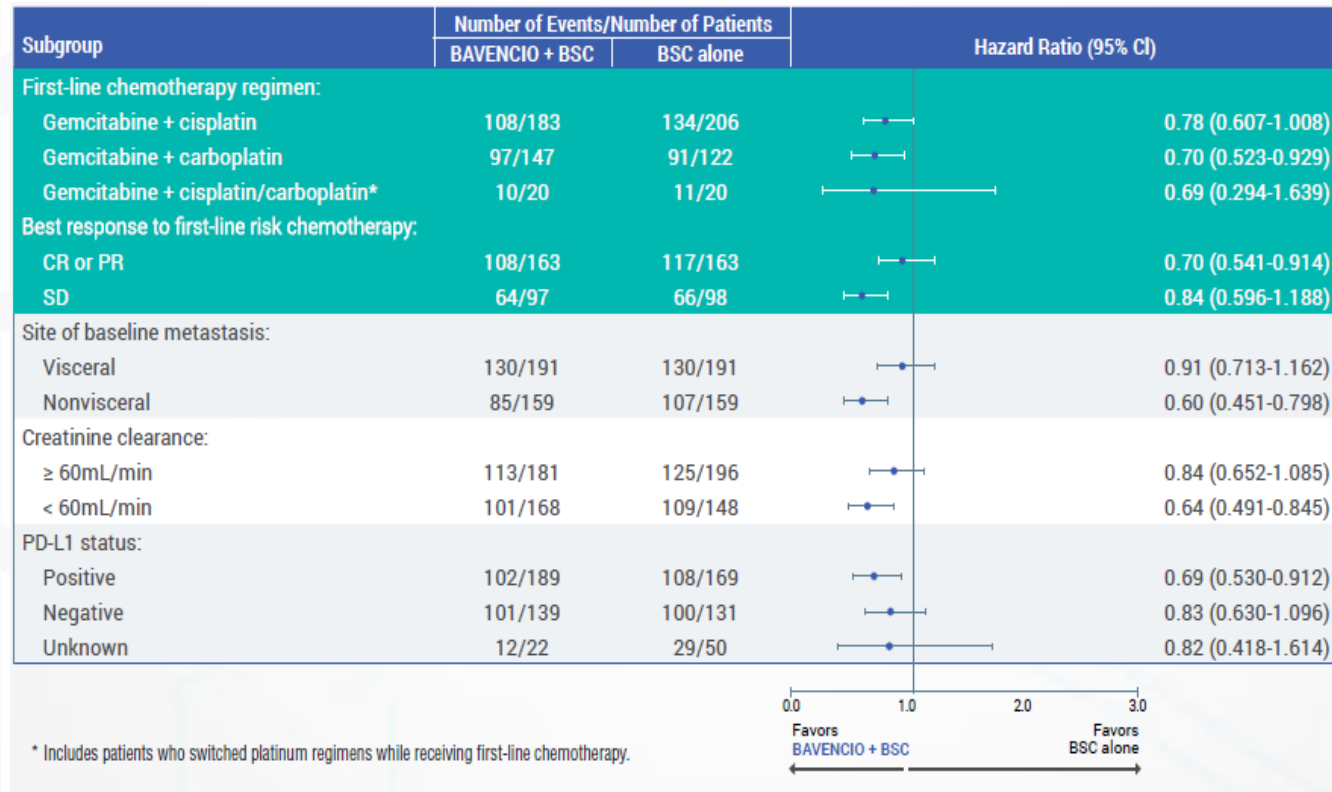 Subgroup
Number of Events/Number of Patients
BAVENCIO + BSC BSC alone
Hazard Ratio (95% CI)
First-line chemotherapy regimen:
Gemcitabine + cisplatin 108/183 134/206 0.78 (0.607-1.008)
Gemcitabine + carboplatin 97/147 91/122 0.70 (0.523-0.929)
Gemcitabine + cisplatin/carboplatin* 10/20 11/20 0.69 (0.294-1.639)
Best response to first-line risk chemotherapy:
CR or PR 108/163 117/163 0.70 (0.541-0.914)
SD 64/97 66/98 0.84 (0.596-1.188)
Site of baseline metastasis:
Visceral 130/191 130/191 0.91 (0.713-1.162)
Nonvisceral 85/159 107/159 0.60 (0.451-0.798)
Creatinine clearance:
≥ 60mL/min 113/181 125/196 0.84 (0.652-1.085)
< 60mL/min 101/168 109/148 0.64 (0.491-0.845)
PD-L1 status:
Positive 102/189 108/169 0.69 (0.530-0.912)
Negative 101/139 100/131 0.83 (0.630-1.096)
Unknown 12/22 29/50 0.82 (0.418-1.614)
0.0 1.0 2.0 3.0
Favors Favors
BAVENCIO + BSC BSC alone
* Includes patients who switched platinum regimens while receiving first-line chemotherapy.